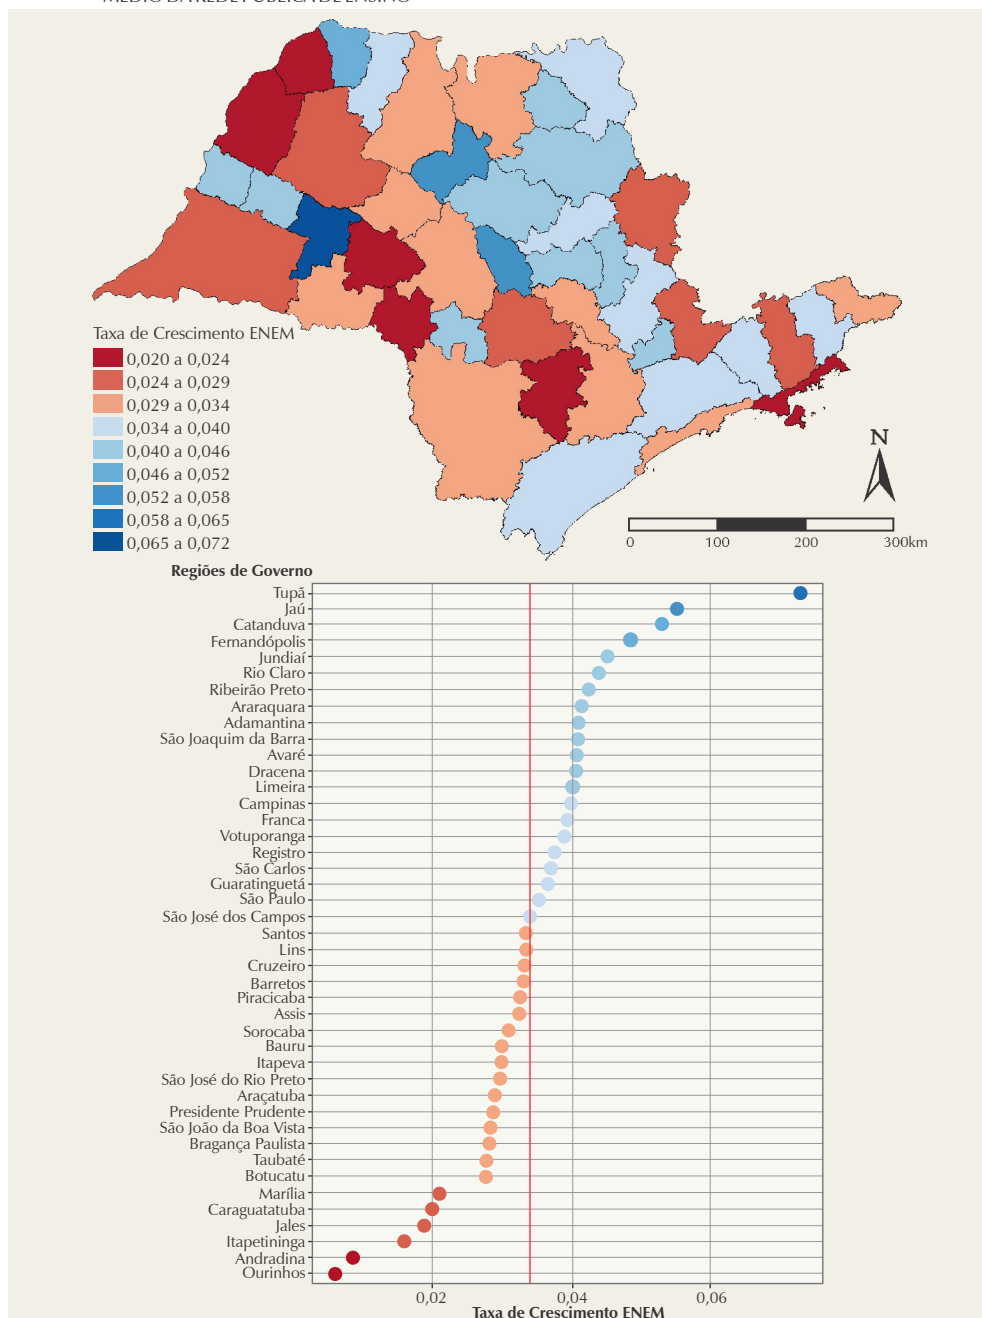 MÉDIO DA REDE PÚBLICA DE ENSINO
Taxa de Crescimento ENEM
0,020 a 0,024
0,024 a 0,029
0,029 a 0,034
0,034 a 0,040
0,040 a 0,046
0,046 a 0,052
0,052 a 0,058
0,058 a 0,065
0,065 a 0,072
N
0 100 200 300km
Regiões de Governo
Tupã
Jaú
Catanduva
Fernandópolis
Jundiaí
Rio Claro
Ribeirão Preto
Araraquara
Adamantina
São Joaquim da Barra
Avaré
Dracena
Limeira
Campinas
Franca
Votuporanga
Registro
São Carlos
Guaratinguetá
São Paulo
São José dos Campos
Santos
Lins
Cruzeiro
Barretos
Piracicaba
Assis
Sorocaba
Bauru
Itapeva
São José do Rio Preto
Araçatuba
Presidente Prudente
São João da Boa Vista
Bragança Paulista
Taubaté
Botucatu
Marília
Caraguatatuba
Jales
Itapetininga
Andradina
Ourinhos
0,02 0,04 0,06
Taxa de Crescimento ENEM